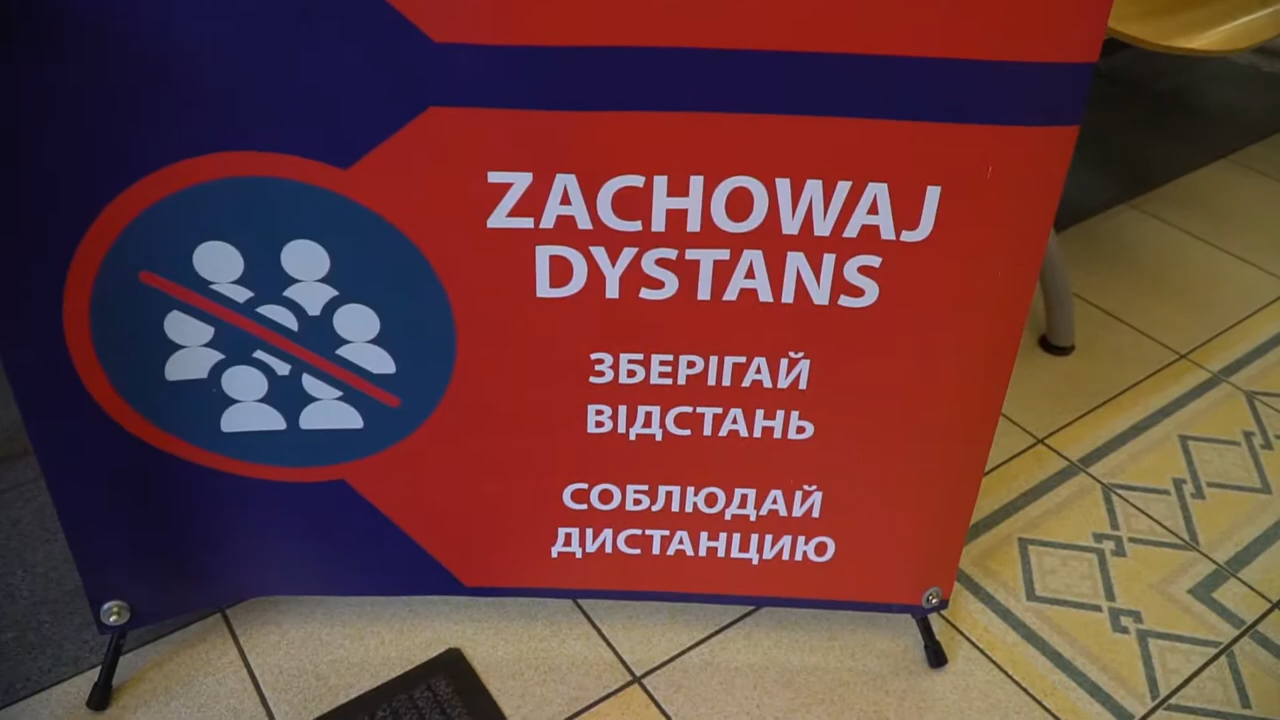 ZACHOWAJ
DYSTANS
ЗБЕРІГАЙ
ВІДСТАНЬ
СОБЛЮДАЙ
ДИСТАНЦИЮ